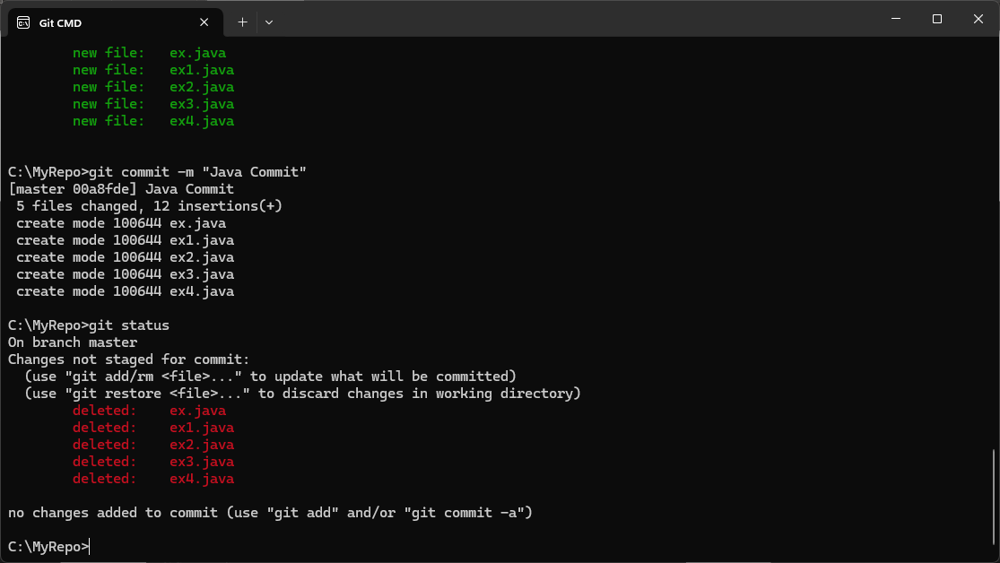 Git CMD
new file:   ex.java
new file:   ex1.java
new file:   ex2.java
new file:   ex3.java
new file:   ex4.java
C:\MyRepo>git commit -m "Java Commit"
[master 00a8fde] Java Commit
 5 files changed, 12 insertions(+)
 create mode 100644 ex.java
 create mode 100644 ex1.java
 create mode 100644 ex2.java
 create mode 100644 ex3.java
 create mode 100644 ex4.java
C:\MyRepo>git status
On branch master
Changes not staged for commit:
  (use "git add/rm <file>..." to update what will be committed)
  (use "git restore <file>..." to discard changes in working directory)
        deleted:    ex.java
        deleted:    ex1.java
        deleted:    ex2.java
        deleted:    ex3.java
        deleted:    ex4.java
no changes added to commit (use "git add" and/or "git commit -a")
C:\MyRepo>